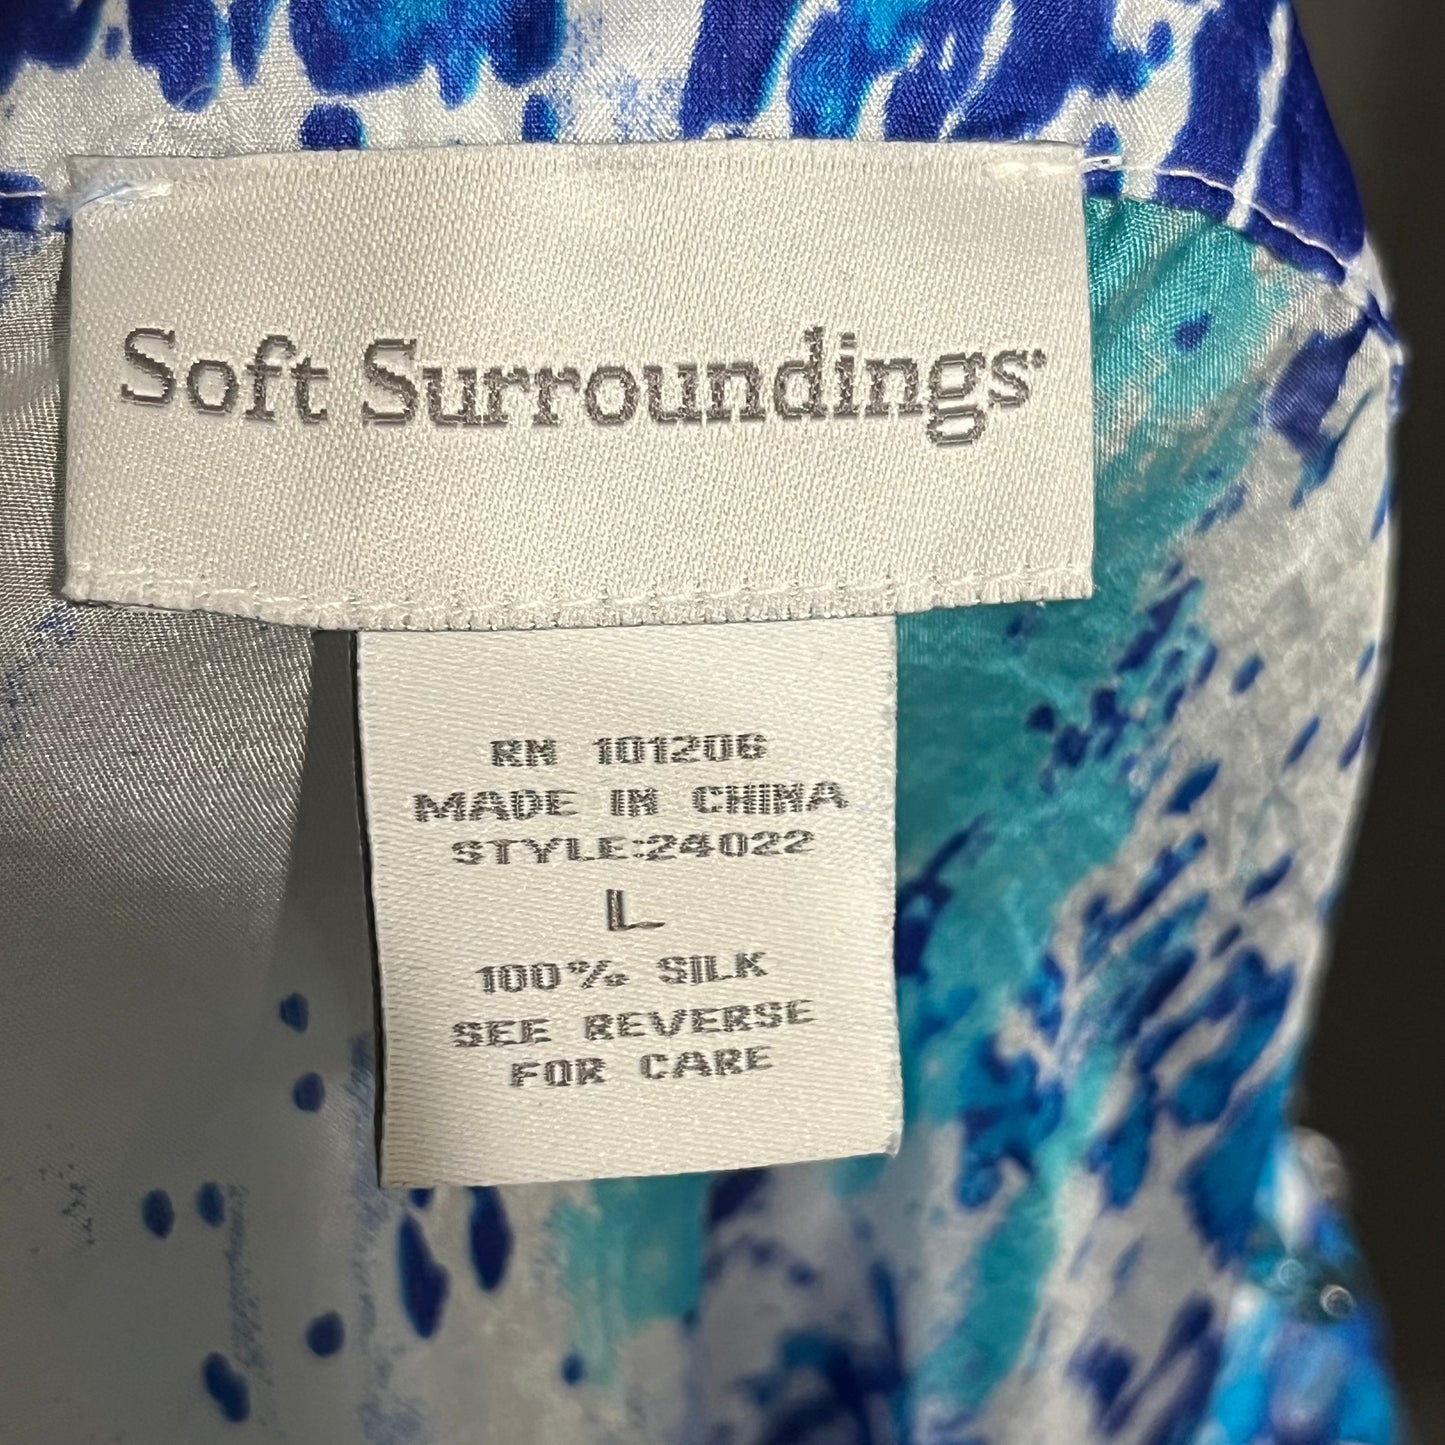 Soft Surroundings
RN 101206
MADE IN CHINA
STYLE:24022
L
100% SILK
SEE REVERSE
FOR CARE